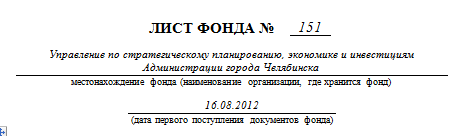 ЛИСТ ФОНДА № 151
Управление по стратегическому планированию, экономике и инвестициям
Администрации города Челябинска
местонахождение фонда (наименование организации, где хранится фонд)
16.08.2012
(дата первого поступления документов фонда)